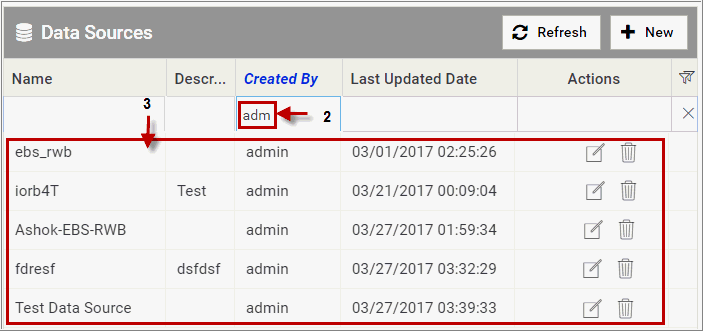 Data Sources Refresh + New
Name Descr... Created By Last Updated Date Actions
3
adm 2
ebs_rwb admin 03/01/2017 02:25:26
iorb4T Test admin 03/21/2017 00:09:04
Ashok-EBS-RWB admin 03/27/2017 01:59:34
fdresf dsfdsf admin 03/27/2017 03:32:29
Test Data Source admin 03/27/2017 03:39:33